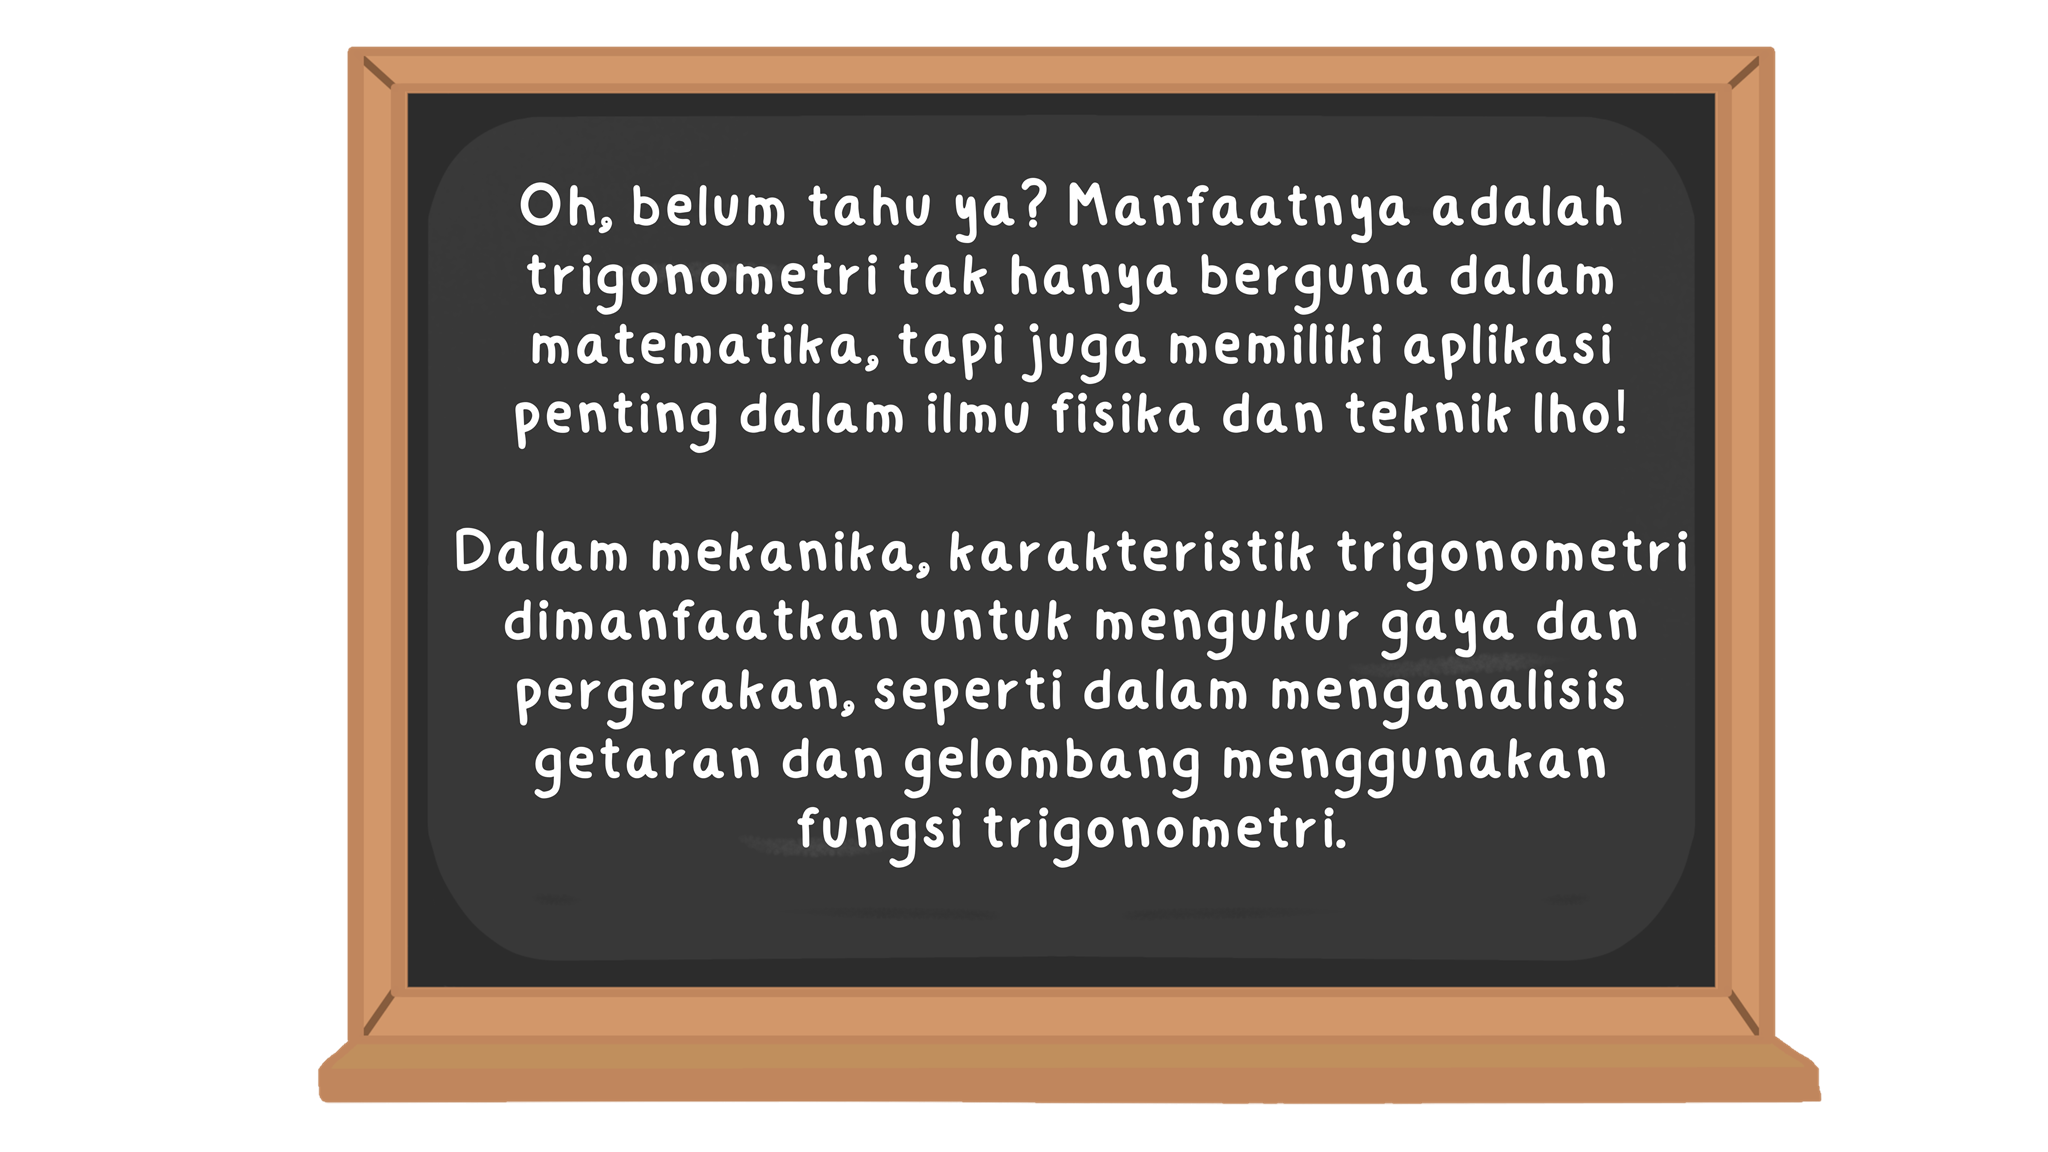 Oh, belum tahu ya? Manfaatnya adalah
trigonometri tak hanya berguna dalam
matematika, tapi juga memiliki aplikasi
penting dalam ilmu fisika dan teknik lho!
Dalam mekanika, karakteristik trigonometri
dimanfaatkan untuk mengukur gaya dan
pergerakan, seperti dalam menganalisis
getaran dan gelombang menggunakan
fungsi trigonometri.